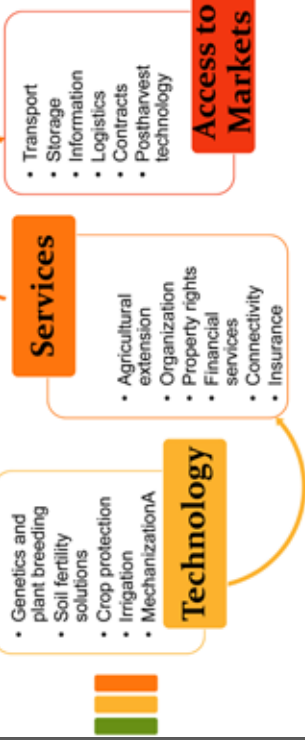 Genetics and
plant breeding
Soil fertility
solutions
Crop protection
Irrigation
MechanizationA
Technology
Services
Agricultural
extension
Organization
Property rights
Financial
services
Connectivity
Insurance
Transport
Storage
Information
Logistics
Contracts
Postharvest
technology
Access to
Markets